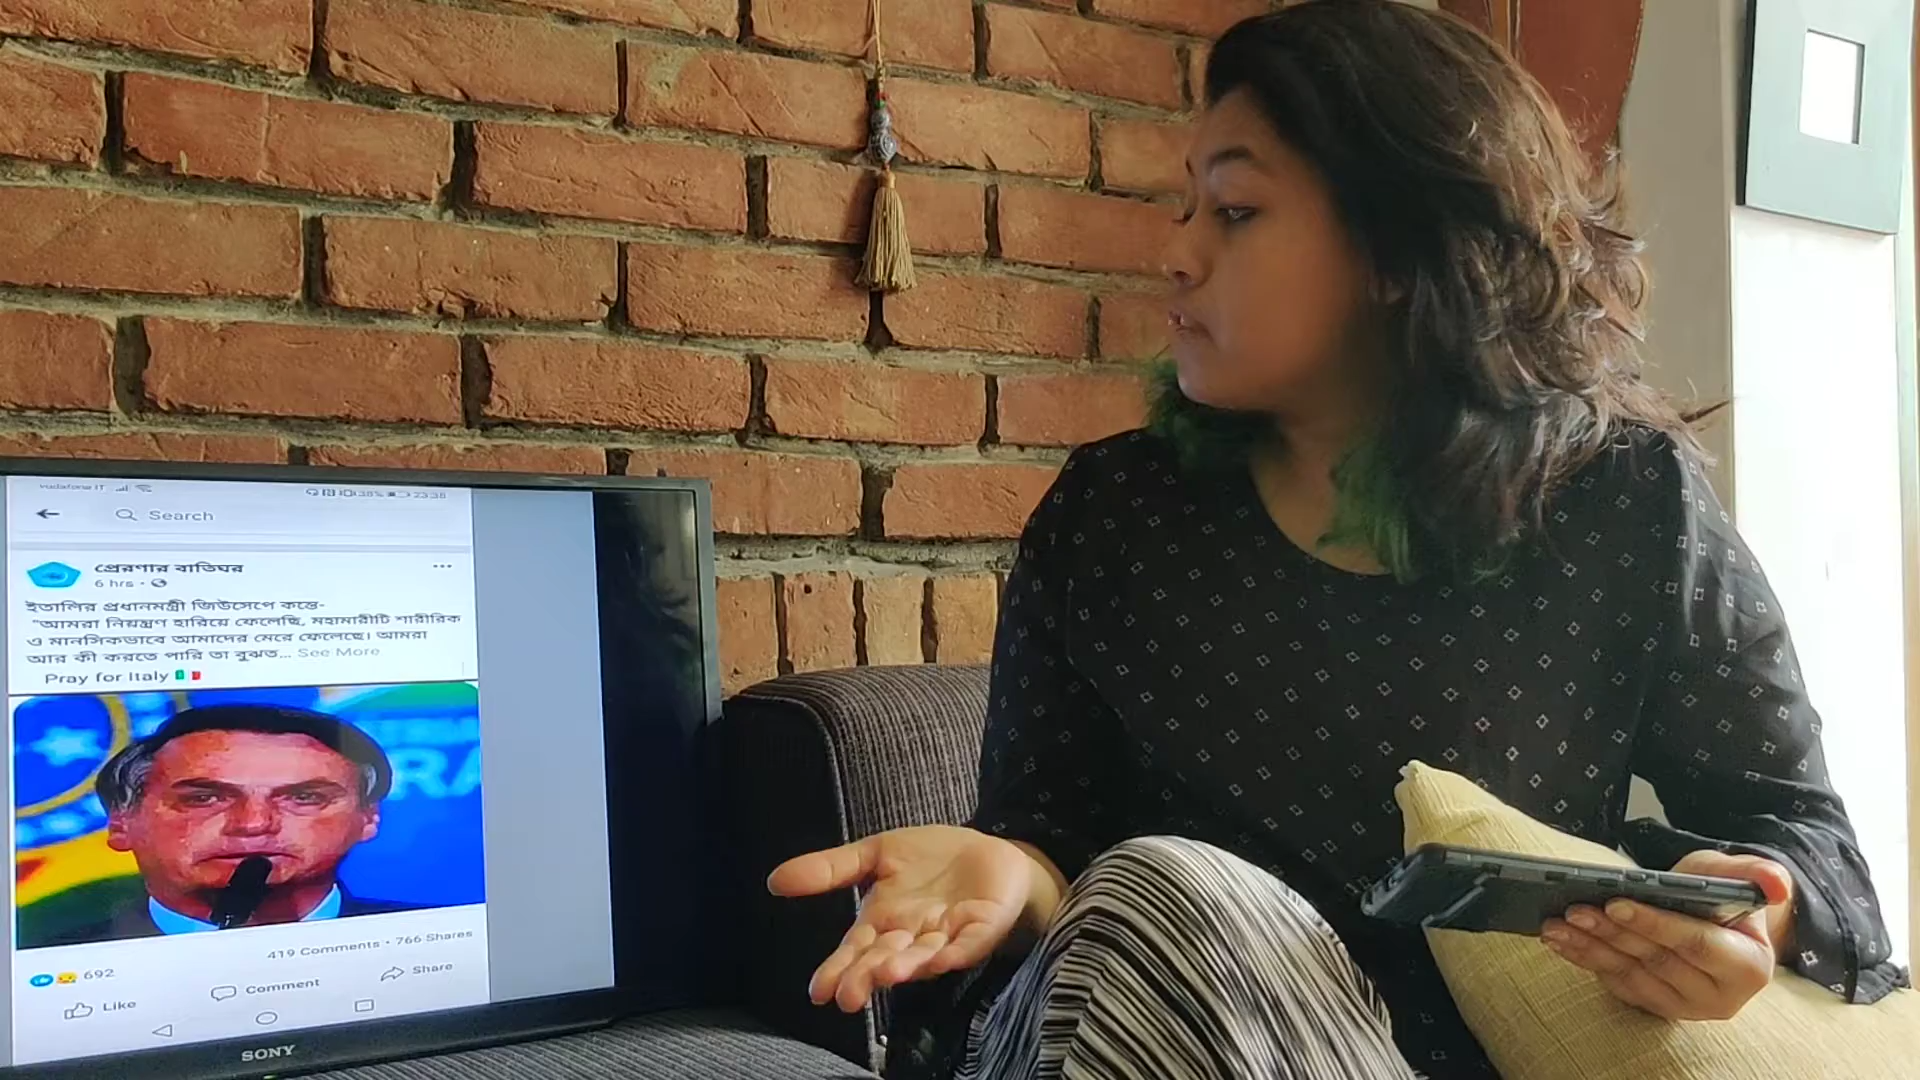 vodafone IT 38% 23:38
Search
প্রেরণার বাতিঘর
6 hrs
ইতালির প্রধানমন্ত্রী জিউসেপে কন্তে-
"আমরা নিয়ন্ত্রণ হারিয়ে ফেলেছি, মহামারীটি শারীরিক
ও মানসিকভাবে আমাদের মেরে ফেলেছে। আমরা
আর কী করতে পারি তা বুঝত... See More
Pray for Italy
RA
419 Comments • 766 Shares
692
Like Comment Share
SONY